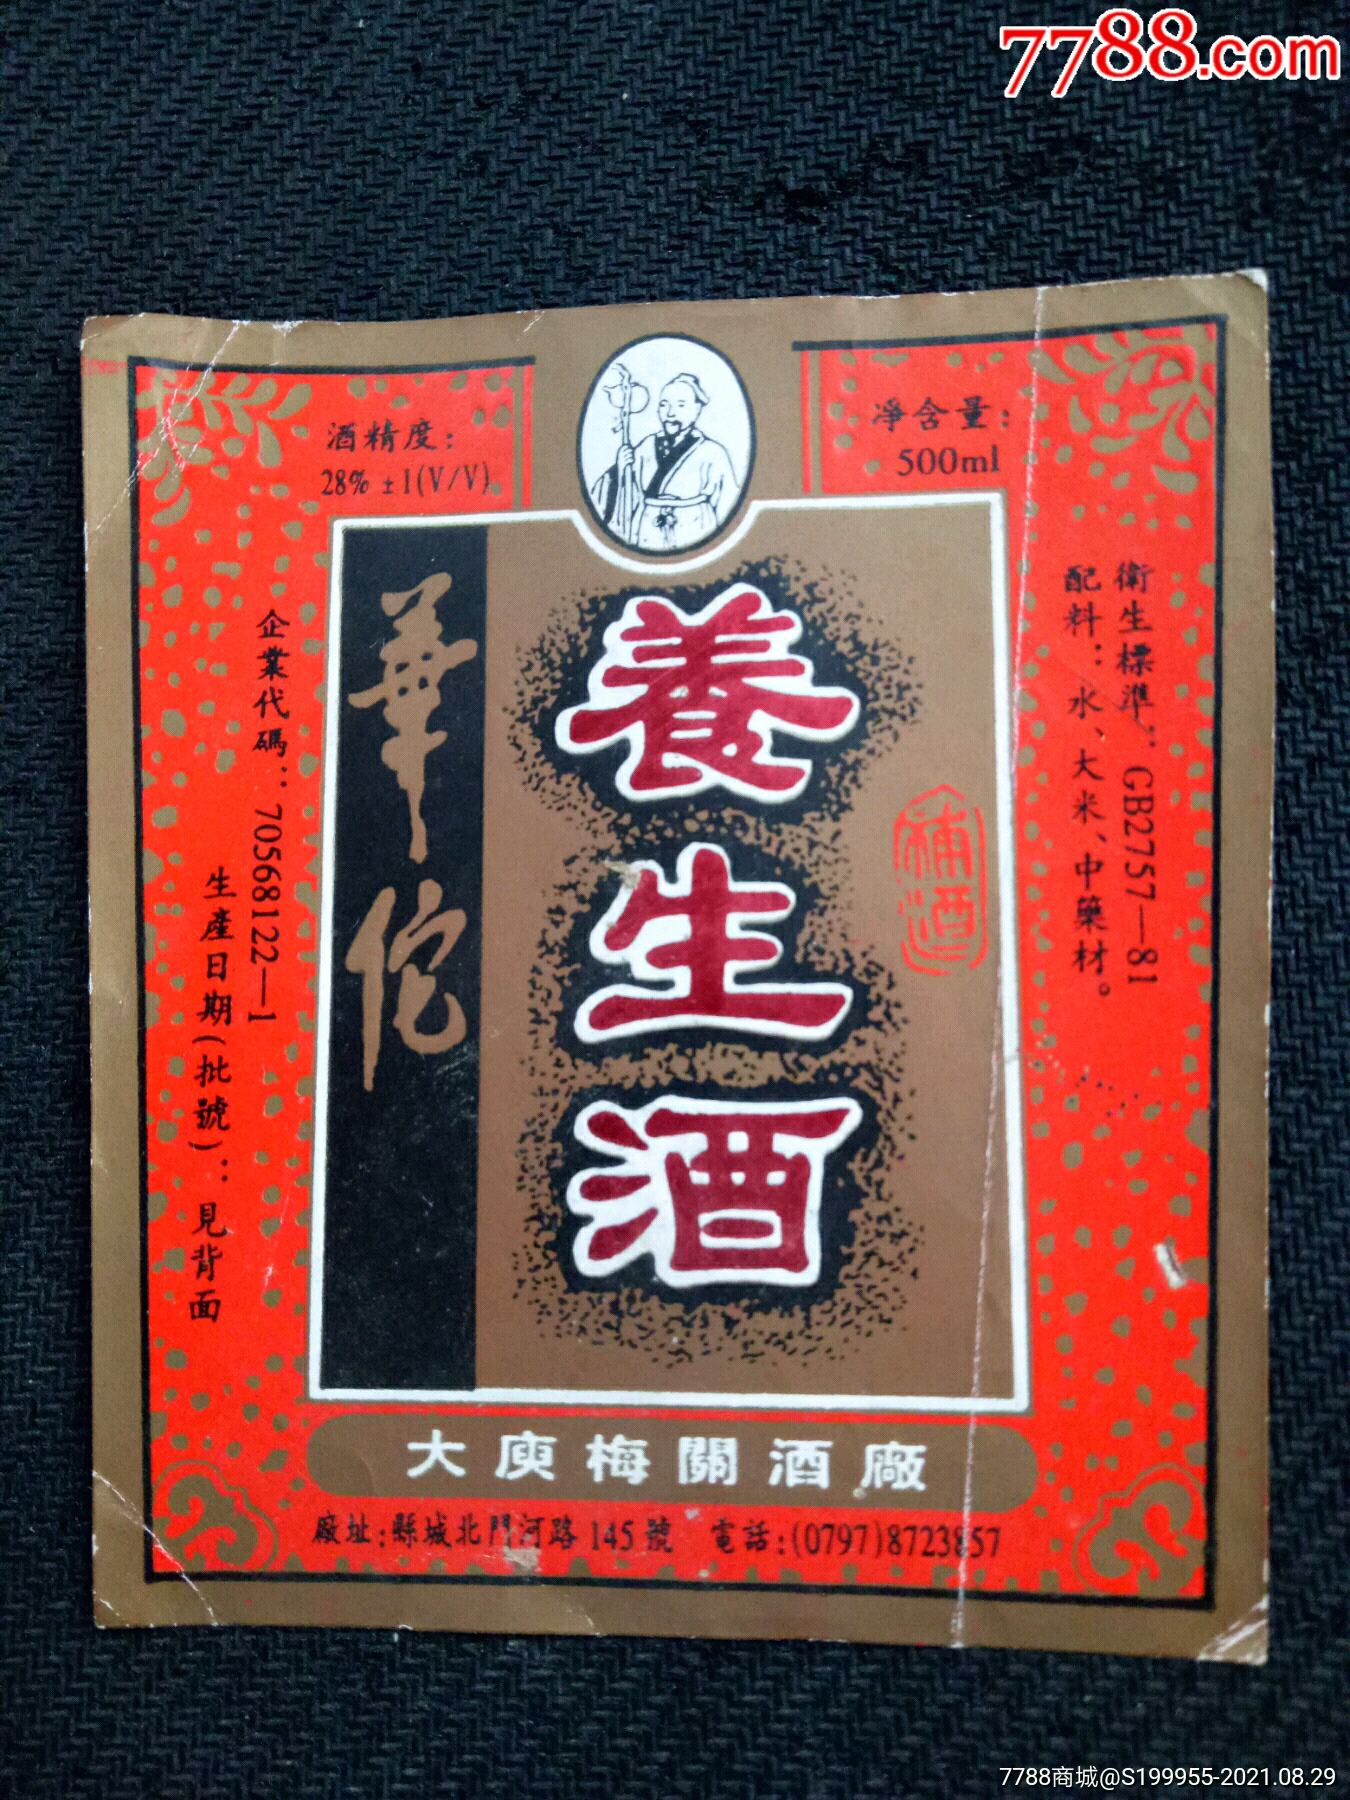 7788.com
酒精度：
28% ±1(V/V)
凈含量：
500ml
衛生標準：GB2757—81
配料：水、大米、中藥材。
養生酒
補酒
華佗
企業代碼：70568122—1
生產日期(批號)：見背面
大庾梅關酒廠
廠址：縣城北門河路145號 電話：(0797)8723857
7788商城@S199955-2021.08.29